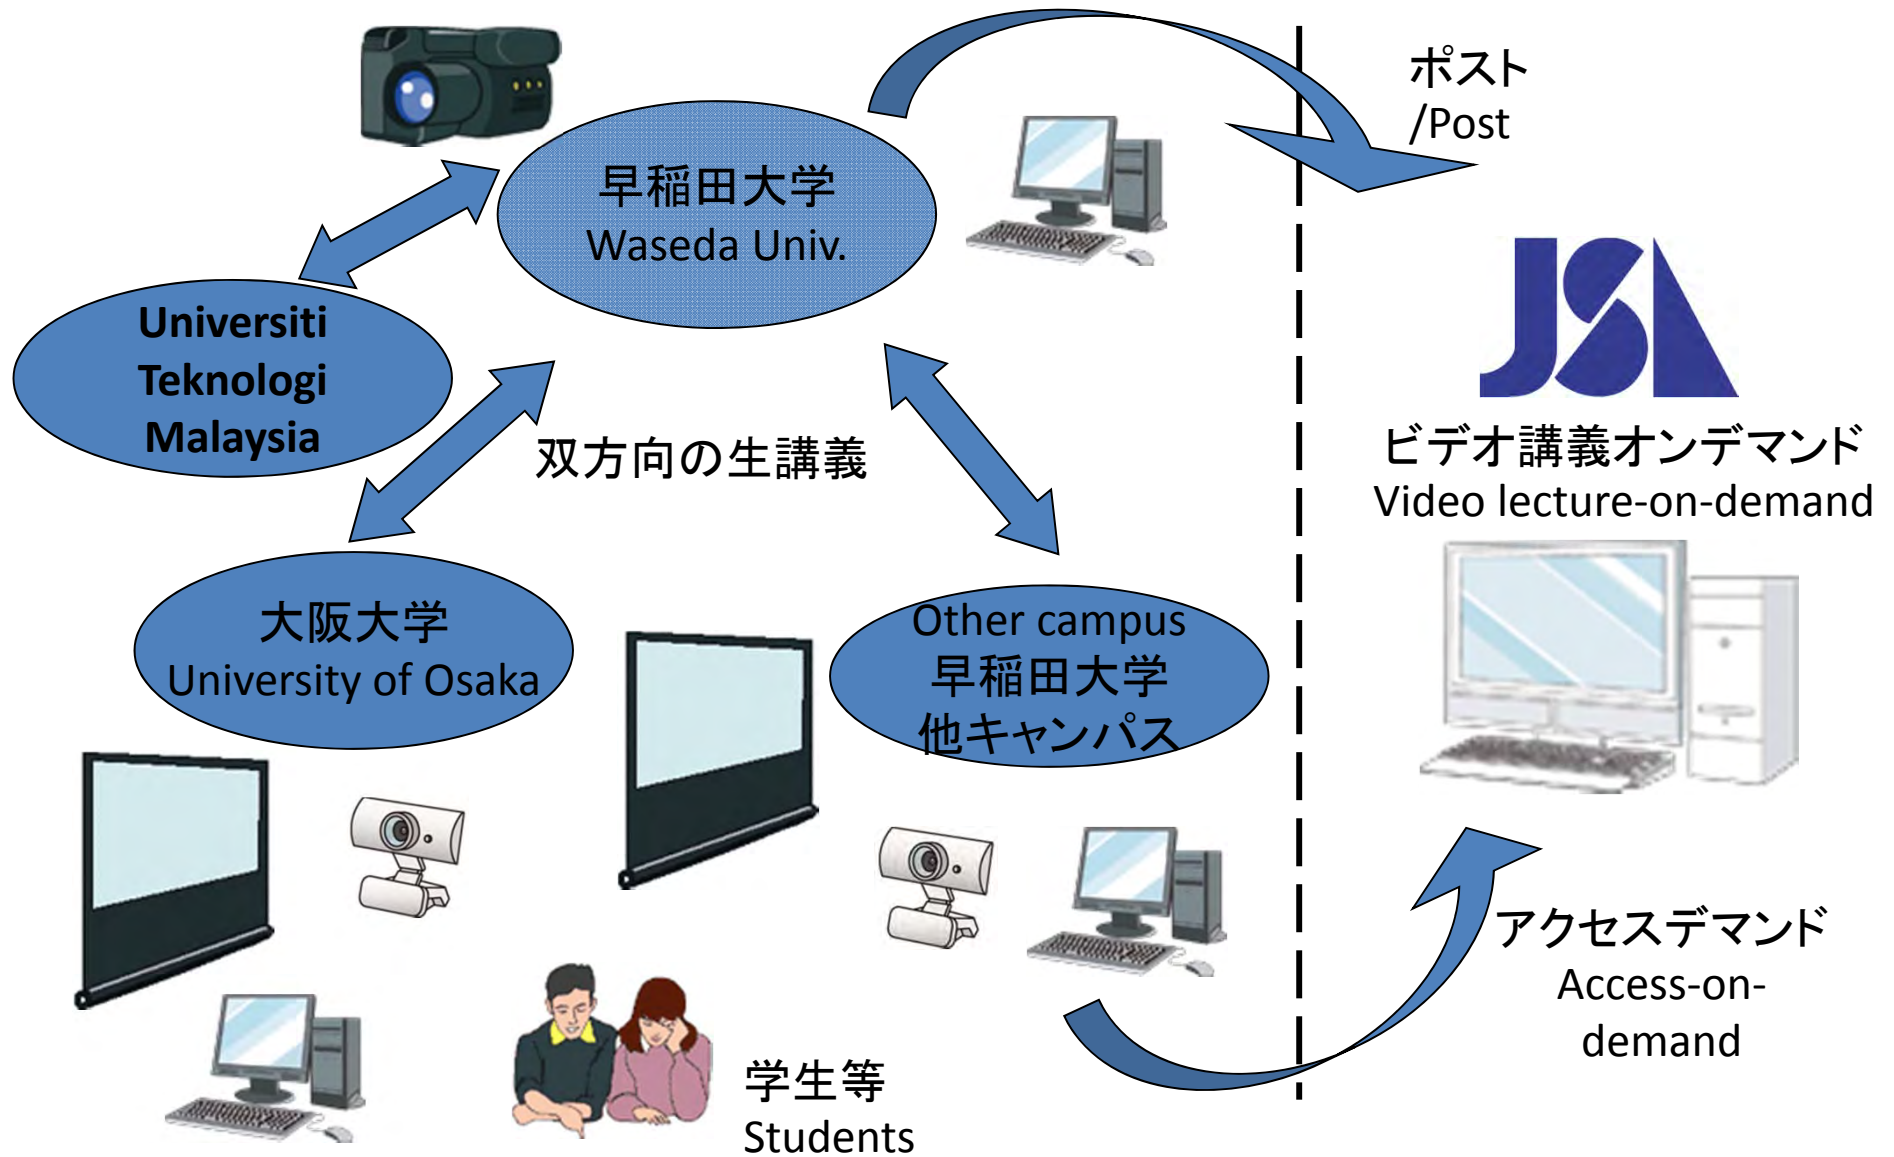 ポスト
/Post
早稲田大学
Waseda Univ.
JSA
Universiti
Teknologi
Malaysia
双方向の生講義
ビデオ講義オンデマンド
Video lecture-on-demand
大阪大学
University of Osaka
Other campus
早稲田大学
他キャンパス
アクセスデマンド
Access-on-
demand
学生等
Students